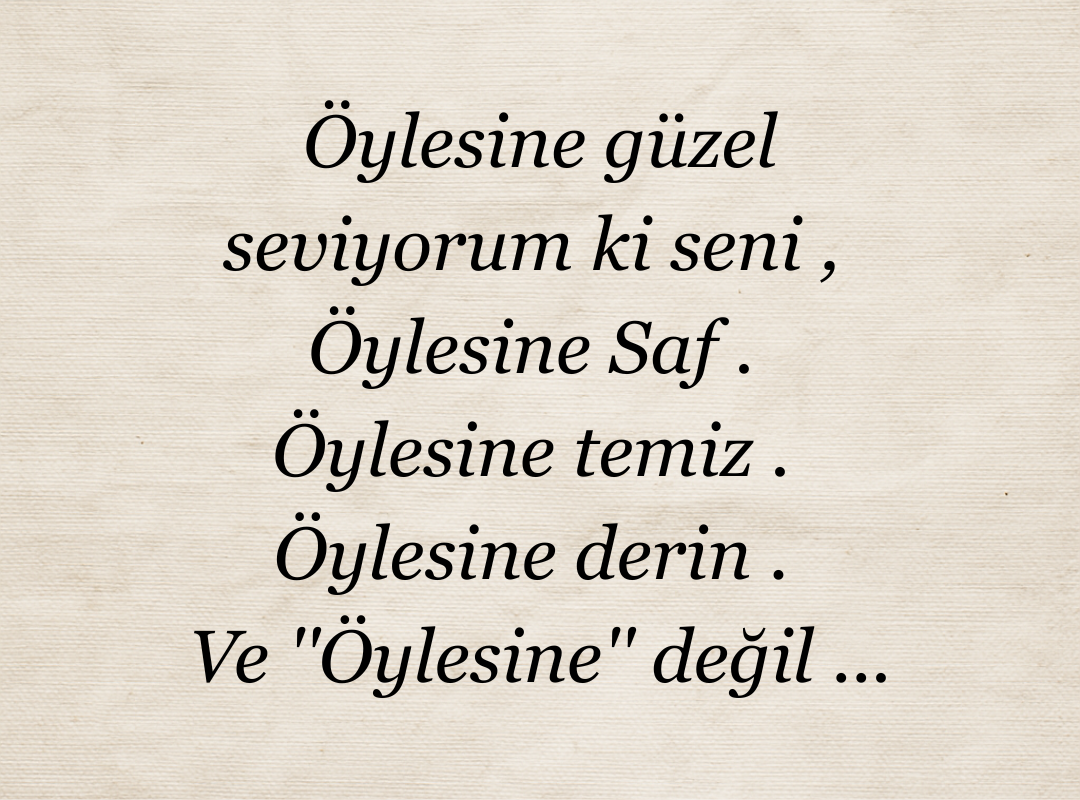 Öylesine güzel
seviyorum ki seni ,
Öylesine Saf .
Öylesine temiz .
Öylesine derin .
Ve "Öylesine" değil ...